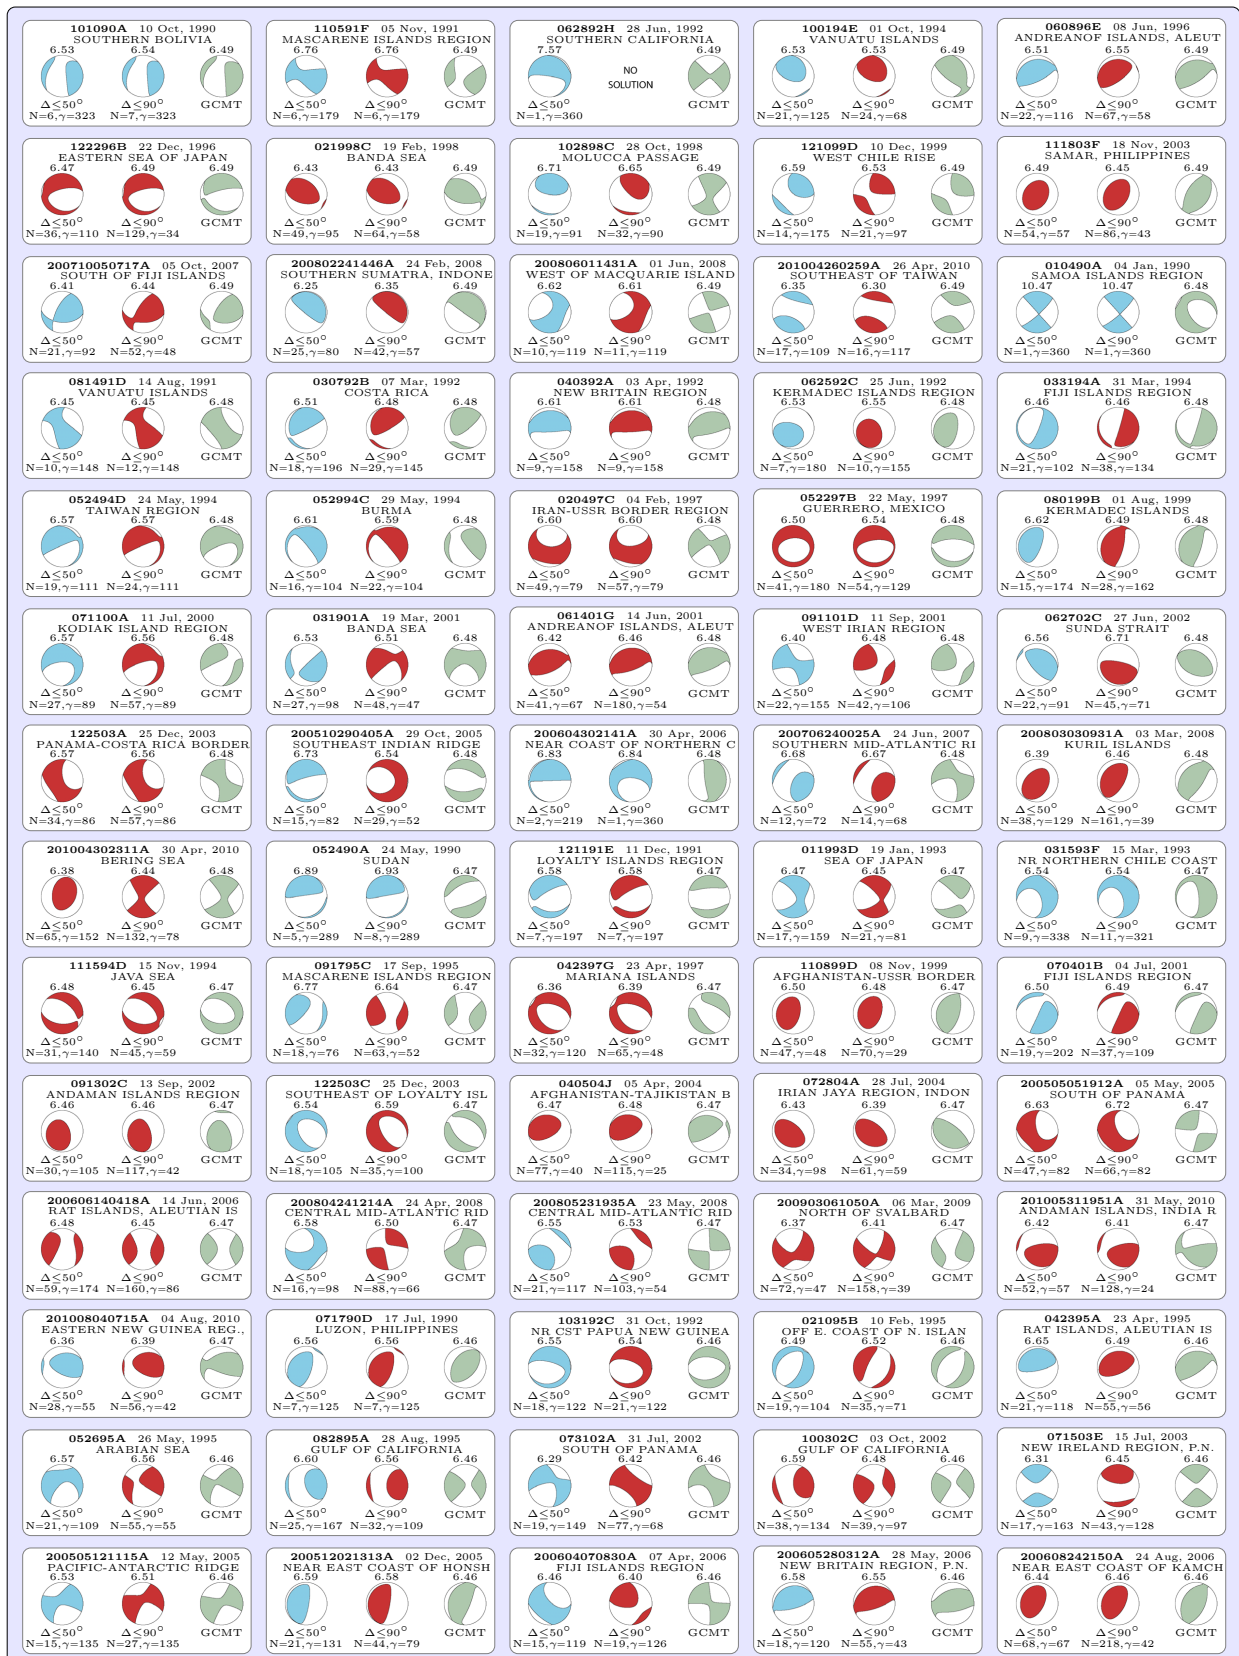 101090A 10 Oct, 1990
SOUTHERN BOLIVIA
6.53 6.54 6.49
Δ≤50° Δ≤90° GCMT
N=6,γ=323 N=7,γ=323
110591F 05 Nov, 1991
MASCARENE ISLANDS REGION
6.76 6.76 6.49
Δ≤50° Δ≤90° GCMT
N=6,γ=179 N=6,γ=179
062892H 28 Jun, 1992
SOUTHERN CALIFORNIA
7.57 6.49
NO
SOLUTION
Δ≤50° GCMT
N=1,γ=360
100194E 01 Oct, 1994
VANUATU ISLANDS
6.53 6.53 6.49
Δ≤50° Δ≤90° GCMT
N=21,γ=125 N=24,γ=68
060896E 08 Jun, 1996
ANDREANOF ISLANDS, ALEUT
6.51 6.55 6.49
Δ≤50° Δ≤90° GCMT
N=22,γ=116 N=67,γ=58
122296B 22 Dec, 1996
EASTERN SEA OF JAPAN
6.47 6.49 6.49
Δ≤50° Δ≤90° GCMT
N=36,γ=110 N=129,γ=34
021998C 19 Feb, 1998
BANDA SEA
6.43 6.43 6.49
Δ≤50° Δ≤90° GCMT
N=49,γ=95 N=64,γ=58
102898C 28 Oct, 1998
MOLUCCA PASSAGE
6.71 6.65 6.49
Δ≤50° Δ≤90° GCMT
N=19,γ=91 N=32,γ=90
121099D 10 Dec, 1999
WEST CHILE RISE
6.59 6.53 6.49
Δ≤50° Δ≤90° GCMT
N=14,γ=175 N=21,γ=97
111803F 18 Nov, 2003
SAMAR, PHILIPPINES
6.49 6.45 6.49
Δ≤50° Δ≤90° GCMT
N=54,γ=57 N=86,γ=43
200710050717A 05 Oct, 2007
SOUTH OF FIJI ISLANDS
6.41 6.44 6.49
Δ≤50° Δ≤90° GCMT
N=21,γ=92 N=52,γ=48
200802241446A 24 Feb, 2008
SOUTHERN SUMATRA, INDONE
6.25 6.35 6.49
Δ≤50° Δ≤90° GCMT
N=25,γ=80 N=42,γ=57
200806011431A 01 Jun, 2008
WEST OF MACQUARIE ISLAND
6.62 6.61 6.49
Δ≤50° Δ≤90° GCMT
N=10,γ=119 N=11,γ=119
201004260259A 26 Apr, 2010
SOUTHEAST OF TAIWAN
6.35 6.30 6.49
Δ≤50° Δ≤90° GCMT
N=17,γ=109 N=16,γ=117
010490A 04 Jan, 1990
SAMOA ISLANDS REGION
10.47 10.47 6.48
Δ≤50° Δ≤90° GCMT
N=1,γ=360 N=1,γ=360
081491D 14 Aug, 1991
VANUATU ISLANDS
6.45 6.45 6.48
Δ≤50° Δ≤90° GCMT
N=10,γ=148 N=12,γ=148
030792B 07 Mar, 1992
COSTA RICA
6.51 6.48 6.48
Δ≤50° Δ≤90° GCMT
N=18,γ=196 N=29,γ=145
040392A 03 Apr, 1992
NEW BRITAIN REGION
6.61 6.61 6.48
Δ≤50° Δ≤90° GCMT
N=9,γ=158 N=9,γ=158
062592C 25 Jun, 1992
KERMADEC ISLANDS REGION
6.53 6.55 6.48
Δ≤50° Δ≤90° GCMT
N=7,γ=180 N=10,γ=155
033194A 31 Mar, 1994
FIJI ISLANDS REGION
6.46 6.46 6.48
Δ≤50° Δ≤90° GCMT
N=21,γ=102 N=38,γ=134
052494D 24 May, 1994
TAIWAN REGION
6.57 6.57 6.48
Δ≤50° Δ≤90° GCMT
N=19,γ=111 N=24,γ=111
052994C 29 May, 1994
BURMA
6.61 6.59 6.48
Δ≤50° Δ≤90° GCMT
N=16,γ=104 N=22,γ=104
020497C 04 Feb, 1997
IRAN-USSR BORDER REGION
6.60 6.60 6.48
Δ≤50° Δ≤90° GCMT
N=49,γ=79 N=57,γ=79
052297B 22 May, 1997
GUERRERO, MEXICO
6.50 6.54 6.48
Δ≤50° Δ≤90° GCMT
N=41,γ=180 N=54,γ=129
080199B 01 Aug, 1999
KERMADEC ISLANDS
6.62 6.49 6.48
Δ≤50° Δ≤90° GCMT
N=15,γ=174 N=28,γ=162
071100A 11 Jul, 2000
KODIAK ISLAND REGION
6.57 6.56 6.48
Δ≤50° Δ≤90° GCMT
N=27,γ=89 N=57,γ=89
031901A 19 Mar, 2001
BANDA SEA
6.53 6.51 6.48
Δ≤50° Δ≤90° GCMT
N=27,γ=98 N=48,γ=47
061401G 14 Jun, 2001
ANDREANOF ISLANDS, ALEUT
6.42 6.46 6.48
Δ≤50° Δ≤90° GCMT
N=41,γ=67 N=180,γ=54
091101D 11 Sep, 2001
WEST IRIAN REGION
6.40 6.48 6.48
Δ≤50° Δ≤90° GCMT
N=22,γ=155 N=42,γ=106
062702C 27 Jun, 2002
SUNDA STRAIT
6.56 6.71 6.48
Δ≤50° Δ≤90° GCMT
N=22,γ=91 N=45,γ=71
122503A 25 Dec, 2003
PANAMA-COSTA RICA BORDER
6.57 6.56 6.48
Δ≤50° Δ≤90° GCMT
N=34,γ=86 N=57,γ=86
200510290405A 29 Oct, 2005
SOUTHEAST INDIAN RIDGE
6.73 6.54 6.48
Δ≤50° Δ≤90° GCMT
N=15,γ=82 N=29,γ=52
200604302141A 30 Apr, 2006
NEAR COAST OF NORTHERN C
6.83 6.84 6.48
Δ≤50° Δ≤90° GCMT
N=2,γ=219 N=1,γ=360
200706240025A 24 Jun, 2007
SOUTHERN MID-ATLANTIC RI
6.68 6.67 6.48
Δ≤50° Δ≤90° GCMT
N=12,γ=72 N=14,γ=68
200803030931A 03 Mar, 2008
KURIL ISLANDS
6.39 6.46 6.48
Δ≤50° Δ≤90° GCMT
N=38,γ=129 N=161,γ=39
201004302311A 30 Apr, 2010
BERING SEA
6.38 6.44 6.48
Δ≤50° Δ≤90° GCMT
N=65,γ=152 N=132,γ=78
052490A 24 May, 1990
SUDAN
6.89 6.93 6.47
Δ≤50° Δ≤90° GCMT
N=5,γ=289 N=8,γ=289
121191E 11 Dec, 1991
LOYALTY ISLANDS REGION
6.58 6.58 6.47
Δ≤50° Δ≤90° GCMT
N=7,γ=197 N=7,γ=197
011993D 19 Jan, 1993
SEA OF JAPAN
6.47 6.45 6.47
Δ≤50° Δ≤90° GCMT
N=17,γ=159 N=21,γ=81
031593F 15 Mar, 1993
NR NORTHERN CHILE COAST
6.54 6.54 6.47
Δ≤50° Δ≤90° GCMT
N=9,γ=338 N=11,γ=321
111594D 15 Nov, 1994
JAVA SEA
6.48 6.45 6.47
Δ≤50° Δ≤90° GCMT
N=31,γ=140 N=45,γ=59
091795C 17 Sep, 1995
MASCARENE ISLANDS REGION
6.77 6.64 6.47
Δ≤50° Δ≤90° GCMT
N=18,γ=76 N=63,γ=52
042397G 23 Apr, 1997
MARIANA ISLANDS
6.36 6.39 6.47
Δ≤50° Δ≤90° GCMT
N=32,γ=120 N=65,γ=48
110899D 08 Nov, 1999
AFGHANISTAN-USSR BORDER
6.50 6.48 6.47
Δ≤50° Δ≤90° GCMT
N=47,γ=48 N=70,γ=29
070401B 04 Jul, 2001
FIJI ISLANDS REGION
6.50 6.49 6.47
Δ≤50° Δ≤90° GCMT
N=19,γ=202 N=37,γ=109
091302C 13 Sep, 2002
ANDAMAN ISLANDS REGION
6.46 6.46 6.47
Δ≤50° Δ≤90° GCMT
N=30,γ=105 N=117,γ=42
122503C 25 Dec, 2003
SOUTHEAST OF LOYALTY ISL
6.54 6.59 6.47
Δ≤50° Δ≤90° GCMT
N=18,γ=105 N=35,γ=100
040504J 05 Apr, 2004
AFGHANISTAN-TAJIKISTAN B
6.47 6.48 6.47
Δ≤50° Δ≤90° GCMT
N=77,γ=40 N=115,γ=25
072804A 28 Jul, 2004
IRIAN JAYA REGION, INDON
6.43 6.39 6.47
Δ≤50° Δ≤90° GCMT
N=34,γ=98 N=61,γ=59
200505051912A 05 May, 2005
SOUTH OF PANAMA
6.63 6.72 6.47
Δ≤50° Δ≤90° GCMT
N=47,γ=82 N=66,γ=82
200606140418A 14 Jun, 2006
RAT ISLANDS, ALEUTIAN IS
6.48 6.45 6.47
Δ≤50° Δ≤90° GCMT
N=59,γ=174 N=160,γ=86
200804241214A 24 Apr, 2008
CENTRAL MID-ATLANTIC RID
6.58 6.50 6.47
Δ≤50° Δ≤90° GCMT
N=16,γ=98 N=88,γ=66
200805231935A 23 May, 2008
CENTRAL MID-ATLANTIC RID
6.55 6.53 6.47
Δ≤50° Δ≤90° GCMT
N=21,γ=117 N=103,γ=54
200903061050A 06 Mar, 2009
NORTH OF SVALBARD
6.37 6.41 6.47
Δ≤50° Δ≤90° GCMT
N=72,γ=47 N=158,γ=39
201005311951A 31 May, 2010
ANDAMAN ISLANDS, INDIA R
6.42 6.41 6.47
Δ≤50° Δ≤90° GCMT
N=52,γ=57 N=128,γ=24
201008040715A 04 Aug, 2010
EASTERN NEW GUINEA REG.,
6.36 6.39 6.47
Δ≤50° Δ≤90° GCMT
N=28,γ=55 N=56,γ=42
071790D 17 Jul, 1990
LUZON, PHILIPPINES
6.56 6.56 6.46
Δ≤50° Δ≤90° GCMT
N=7,γ=125 N=7,γ=125
103192C 31 Oct, 1992
NR CST PAPUA NEW GUINEA
6.55 6.54 6.46
Δ≤50° Δ≤90° GCMT
N=18,γ=122 N=21,γ=122
021095B 10 Feb, 1995
OFF E. COAST OF N. ISLAN
6.49 6.52 6.46
Δ≤50° Δ≤90° GCMT
N=19,γ=104 N=35,γ=71
042395A 23 Apr, 1995
RAT ISLANDS, ALEUTIAN IS
6.65 6.49 6.46
Δ≤50° Δ≤90° GCMT
N=21,γ=118 N=55,γ=56
052695A 26 May, 1995
ARABIAN SEA
6.57 6.56 6.46
Δ≤50° Δ≤90° GCMT
N=21,γ=109 N=55,γ=55
082895A 28 Aug, 1995
GULF OF CALIFORNIA
6.60 6.56 6.46
Δ≤50° Δ≤90° GCMT
N=25,γ=167 N=32,γ=109
073102A 31 Jul, 2002
SOUTH OF PANAMA
6.29 6.42 6.46
Δ≤50° Δ≤90° GCMT
N=19,γ=149 N=77,γ=68
100302C 03 Oct, 2002
GULF OF CALIFORNIA
6.59 6.48 6.46
Δ≤50° Δ≤90° GCMT
N=38,γ=134 N=39,γ=97
071503E 15 Jul, 2003
NEW IRELAND REGION, P.N.
6.31 6.45 6.46
Δ≤50° Δ≤90° GCMT
N=17,γ=163 N=43,γ=128
200505121115A 12 May, 2005
PACIFIC-ANTARCTIC RIDGE
6.53 6.51 6.46
Δ≤50° Δ≤90° GCMT
N=15,γ=135 N=27,γ=135
200512021313A 02 Dec, 2005
NEAR EAST COAST OF HONSH
6.59 6.58 6.46
Δ≤50° Δ≤90° GCMT
N=21,γ=131 N=44,γ=79
200604070830A 07 Apr, 2006
FIJI ISLANDS REGION
6.46 6.40 6.46
Δ≤50° Δ≤90° GCMT
N=15,γ=119 N=19,γ=126
200605280312A 28 May, 2006
NEW BRITAIN REGION, P.N.
6.58 6.55 6.46
Δ≤50° Δ≤90° GCMT
N=18,γ=120 N=55,γ=43
200608242150A 24 Aug, 2006
NEAR EAST COAST OF KAMCH
6.44 6.46 6.46
Δ≤50° Δ≤90° GCMT
N=68,γ=67 N=218,γ=42